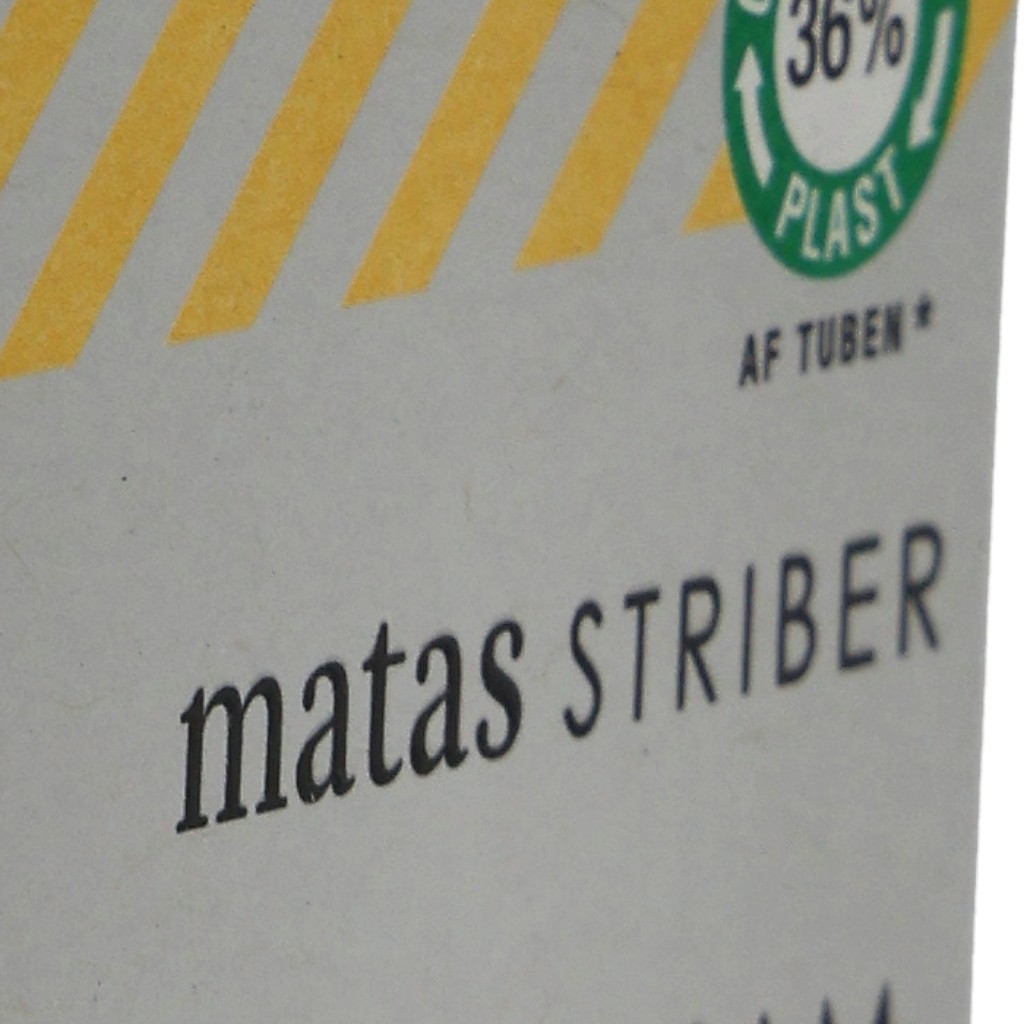 36%
PLAST
AF TUBEN*
matas STRIBER